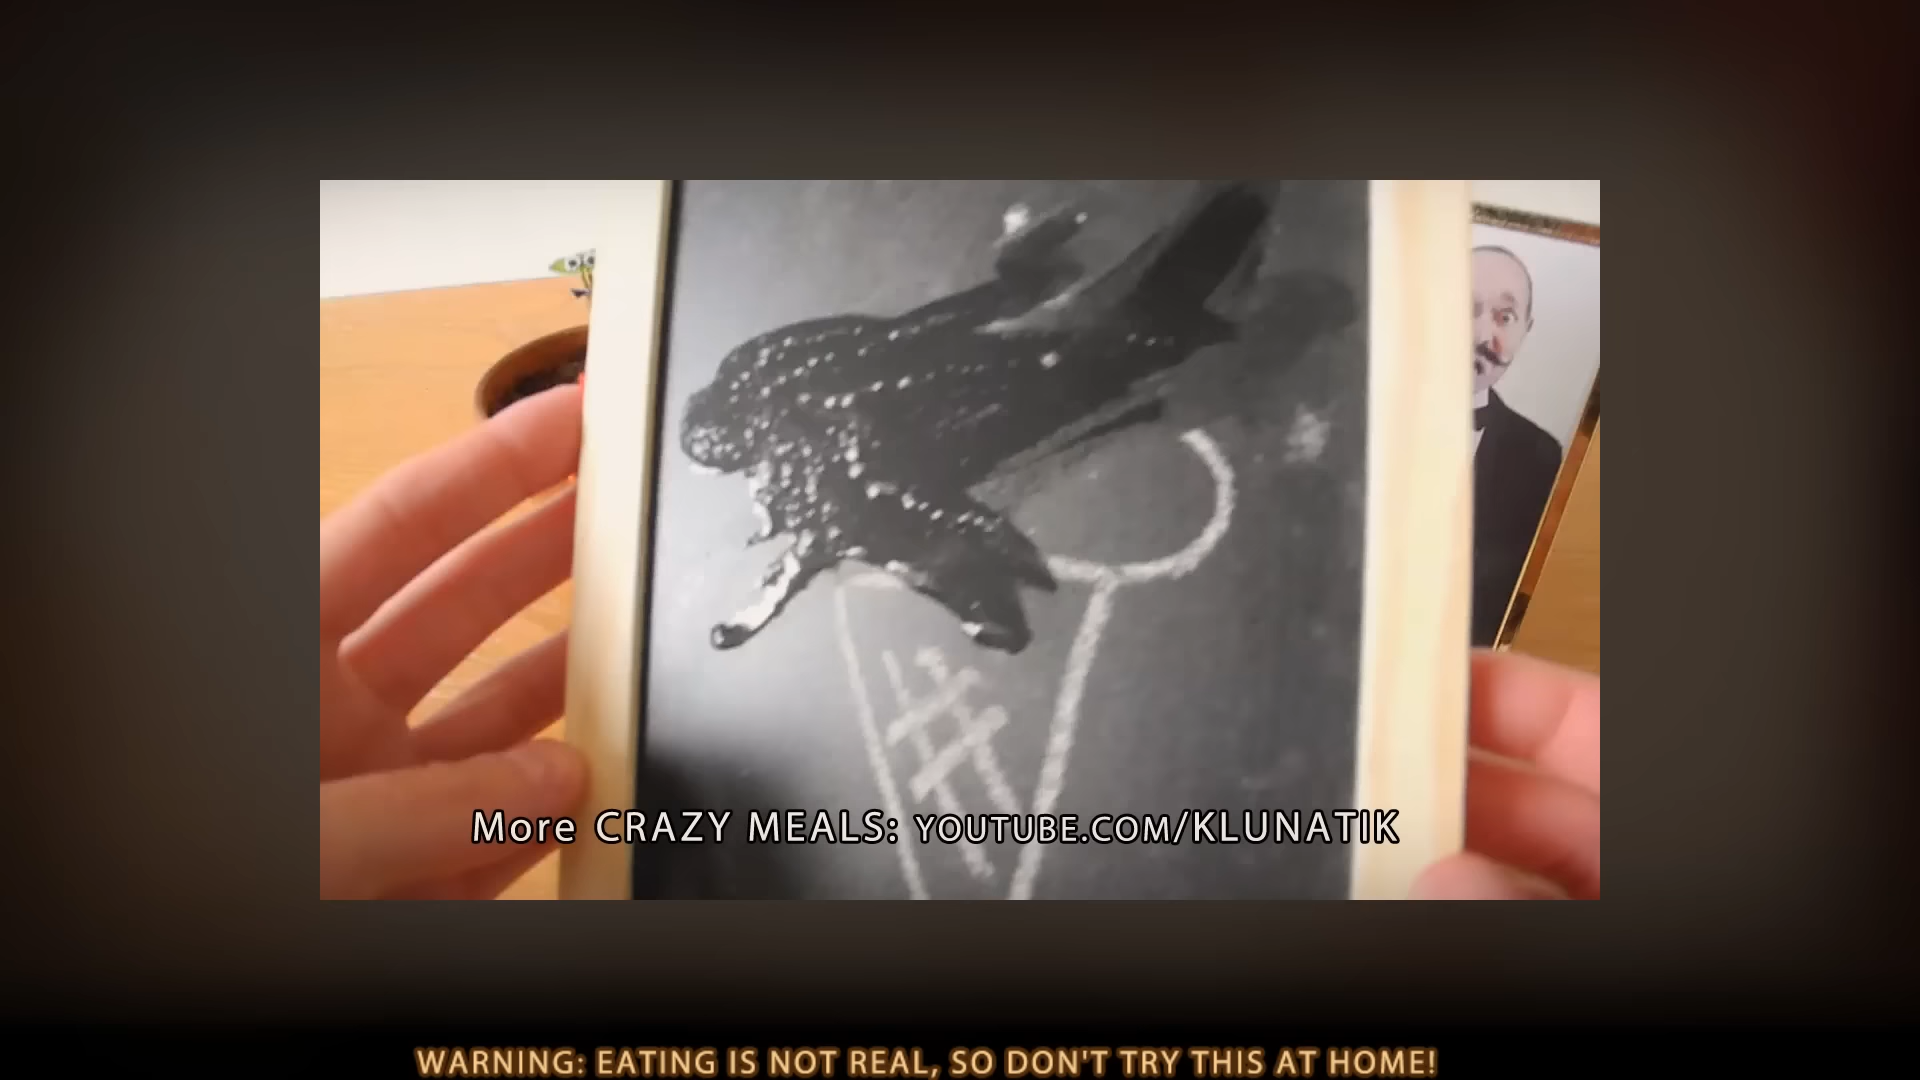 More CRAZY MEALS: YOUTUBE.COM/KLUNATIK
WARNING: EATING IS NOT REAL, SO DON'T TRY THIS AT HOME!